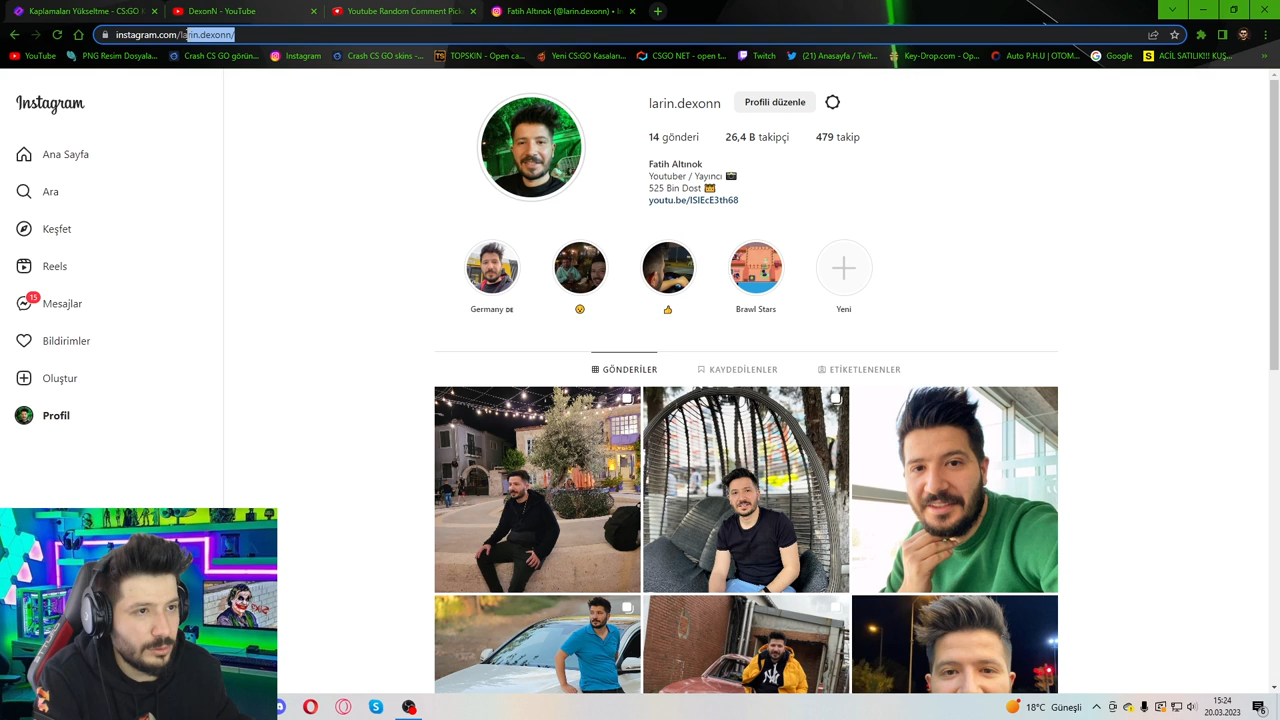 Kaplamaları Yükseltme - CS:GO K
DexonN - YouTube
Youtube Random Comment Picke
Fatih Altınok (@larin.dexonn) • In
instagram.com/larin.dexonn/
YouTube
PNG Resim Dosyala...
Crash CS GO görün...
Instagram
Crash CS GO skins -...
TOPSKIN - Open ca...
Yeni CS:GO Kasaları...
CSGO NET - open t...
Twitch
(21) Anasayfa / Twit...
Key-Drop.com - Op...
Auto P.H.U | OTOM...
Google
ACİL SATILIK!!! KUŞ...
Instagram
Ana Sayfa
Ara
Keşfet
Reels
15
Mesajlar
Bildirimler
Oluştur
Profil
larin.dexonn
Profili düzenle
14 gönderi 26,4 B takipçi 479 takip
Fatih Altınok
Youtuber / Yayıncı
525 Bin Dost
youtu.be/ISIEcE3th68
Germany DE
Brawl Stars
Yeni
GÖNDERİLER
KAYDEDİLENLER
ETİKETLENENLER
18°C Güneşli
15:24
20.03.2023
6